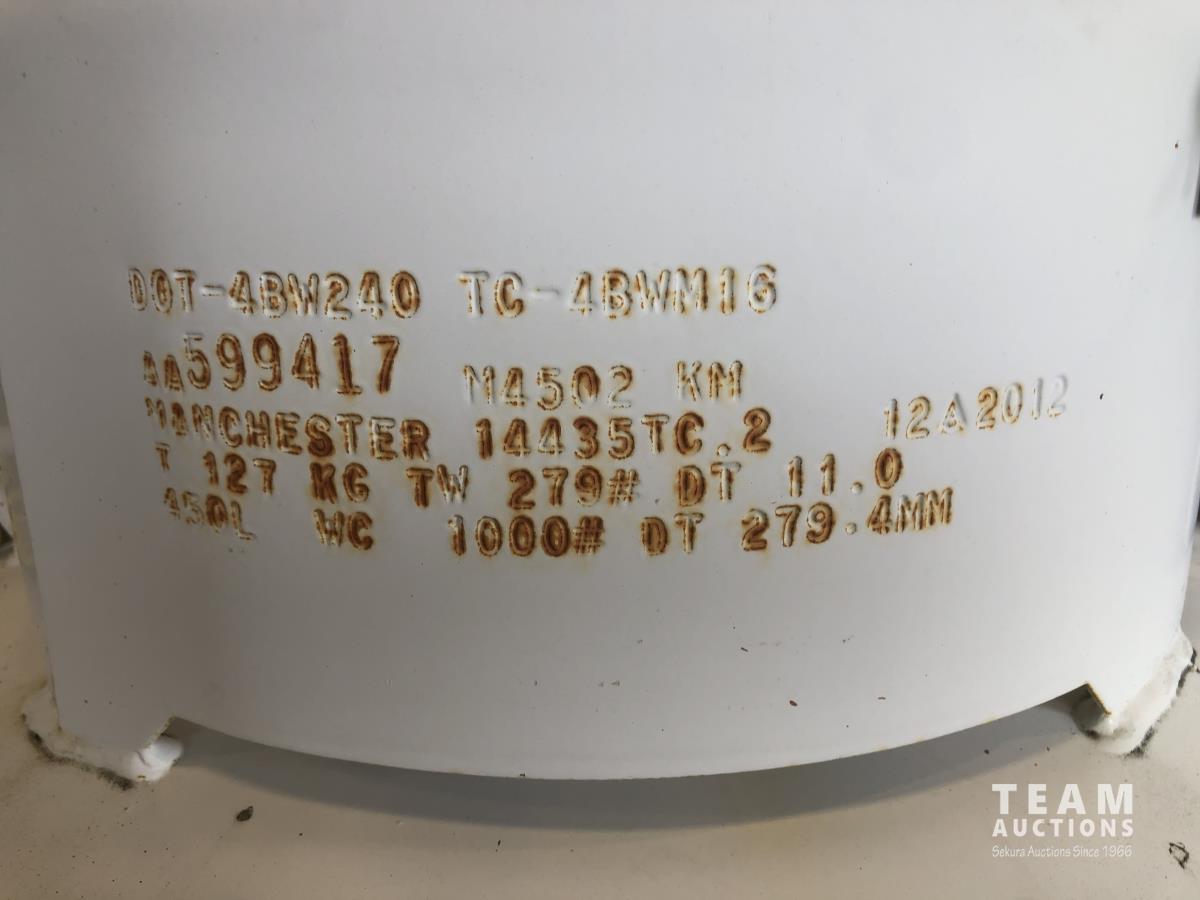 DOT-4BW240 TC-4BWM16
AA599417 M4502 KM
MANCHESTER 14435TC.2 12A2012
T 127 KG TW 279# DT 11.0
450L WC 1000# DT 279.4MM
TEAM
AUCTIONS
Sekura Auctions Since 1966